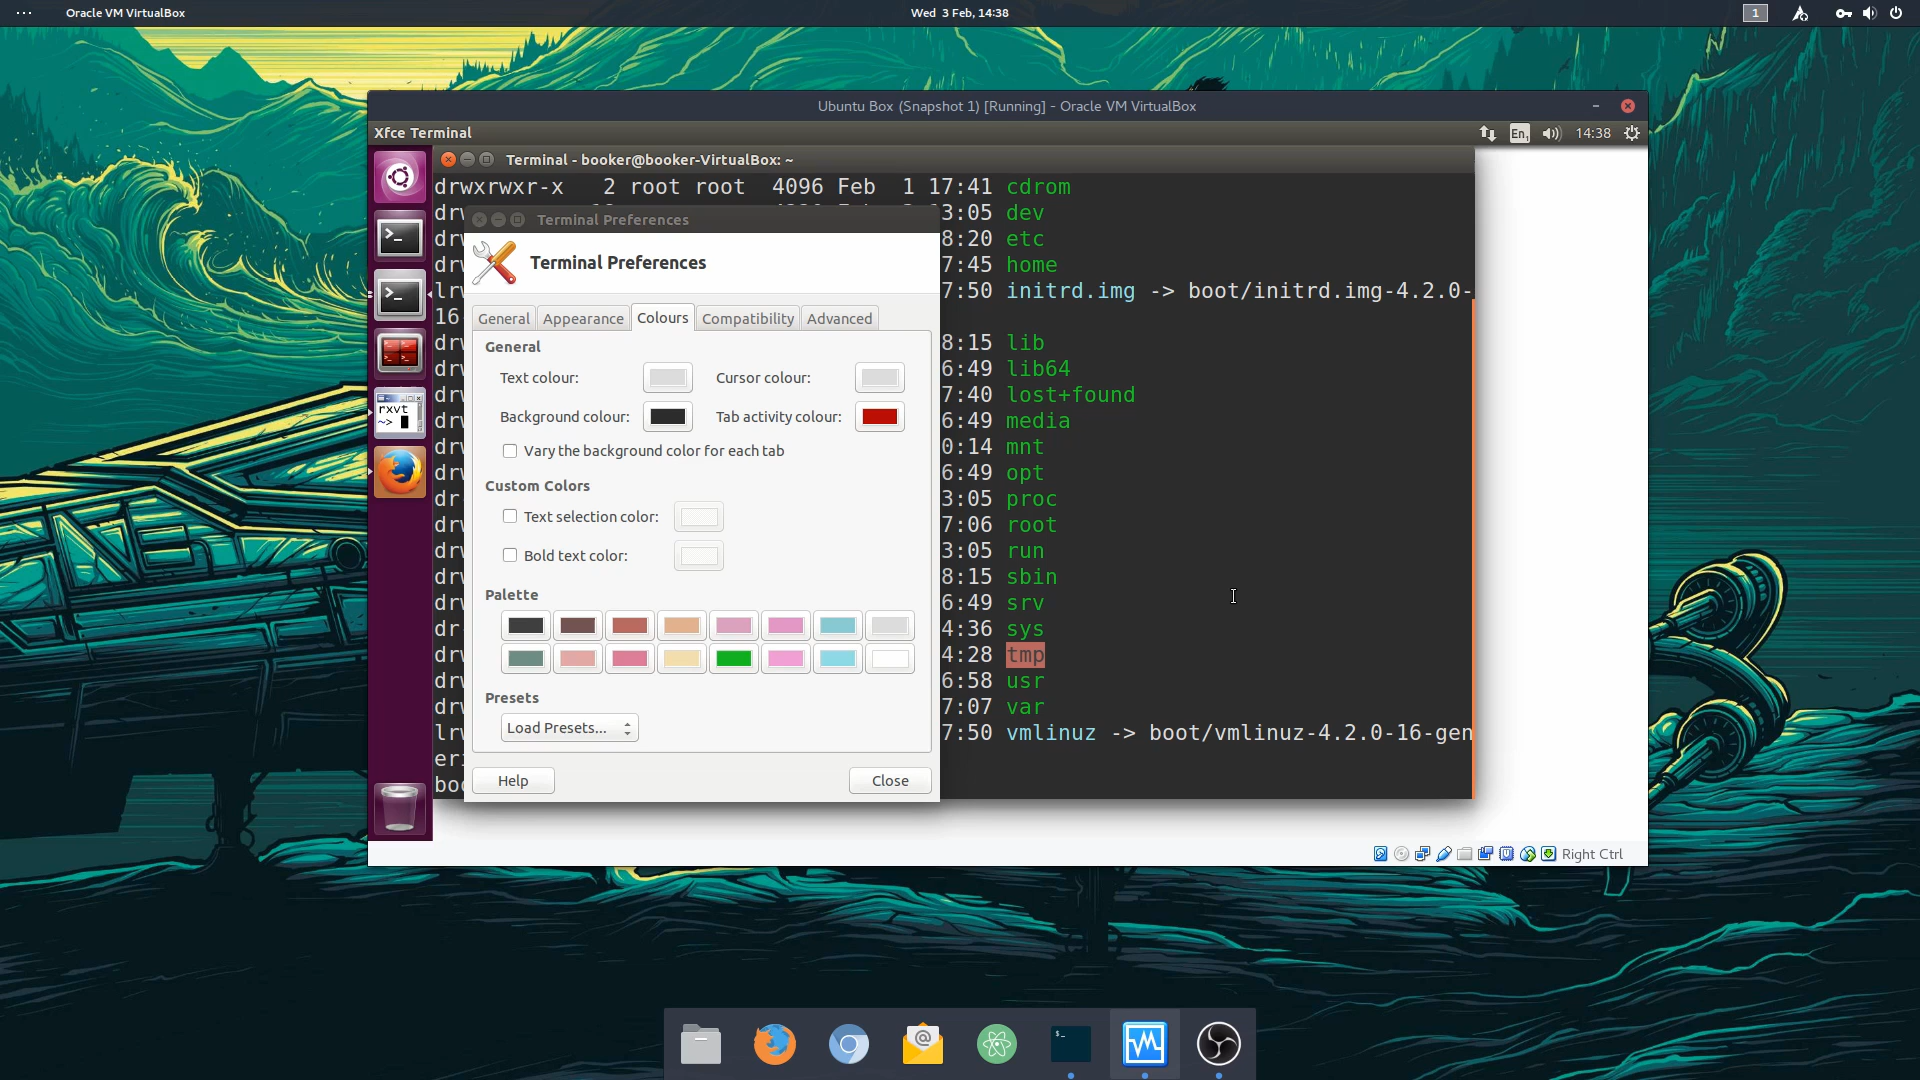 Oracle VM VirtualBox
Wed 3 Feb, 14:38
1
Ubuntu Box (Snapshot 1) [Running] - Oracle VM VirtualBox
Xfce Terminal
En1
14:38
Terminal - booker@booker-VirtualBox: ~
drwxrwxr-x 2 root root 4096 Feb 1 17:41 cdrom
3:05 dev
8:20 etc
7:45 home
7:50 initrd.img -> boot/initrd.img-4.2.0-
16
8:15 lib
6:49 lib64
7:40 lost+found
6:49 media
0:14 mnt
6:49 opt
3:05 proc
7:06 root
3:05 run
8:15 sbin
6:49 srv
4:36 sys
4:28 tmp
6:58 usr
7:07 var
7:50 vmlinuz -> boot/vmlinuz-4.2.0-16-gen
er
boo
Terminal Preferences
Terminal Preferences
General Appearance Colours Compatibility Advanced
General
Text colour: Cursor colour:
Background colour: Tab activity colour:
Vary the background color for each tab
Custom Colors
Text selection color:
Bold text color:
Palette
Presets
Load Presets...
Help Close
rxvt
~>
Right Ctrl